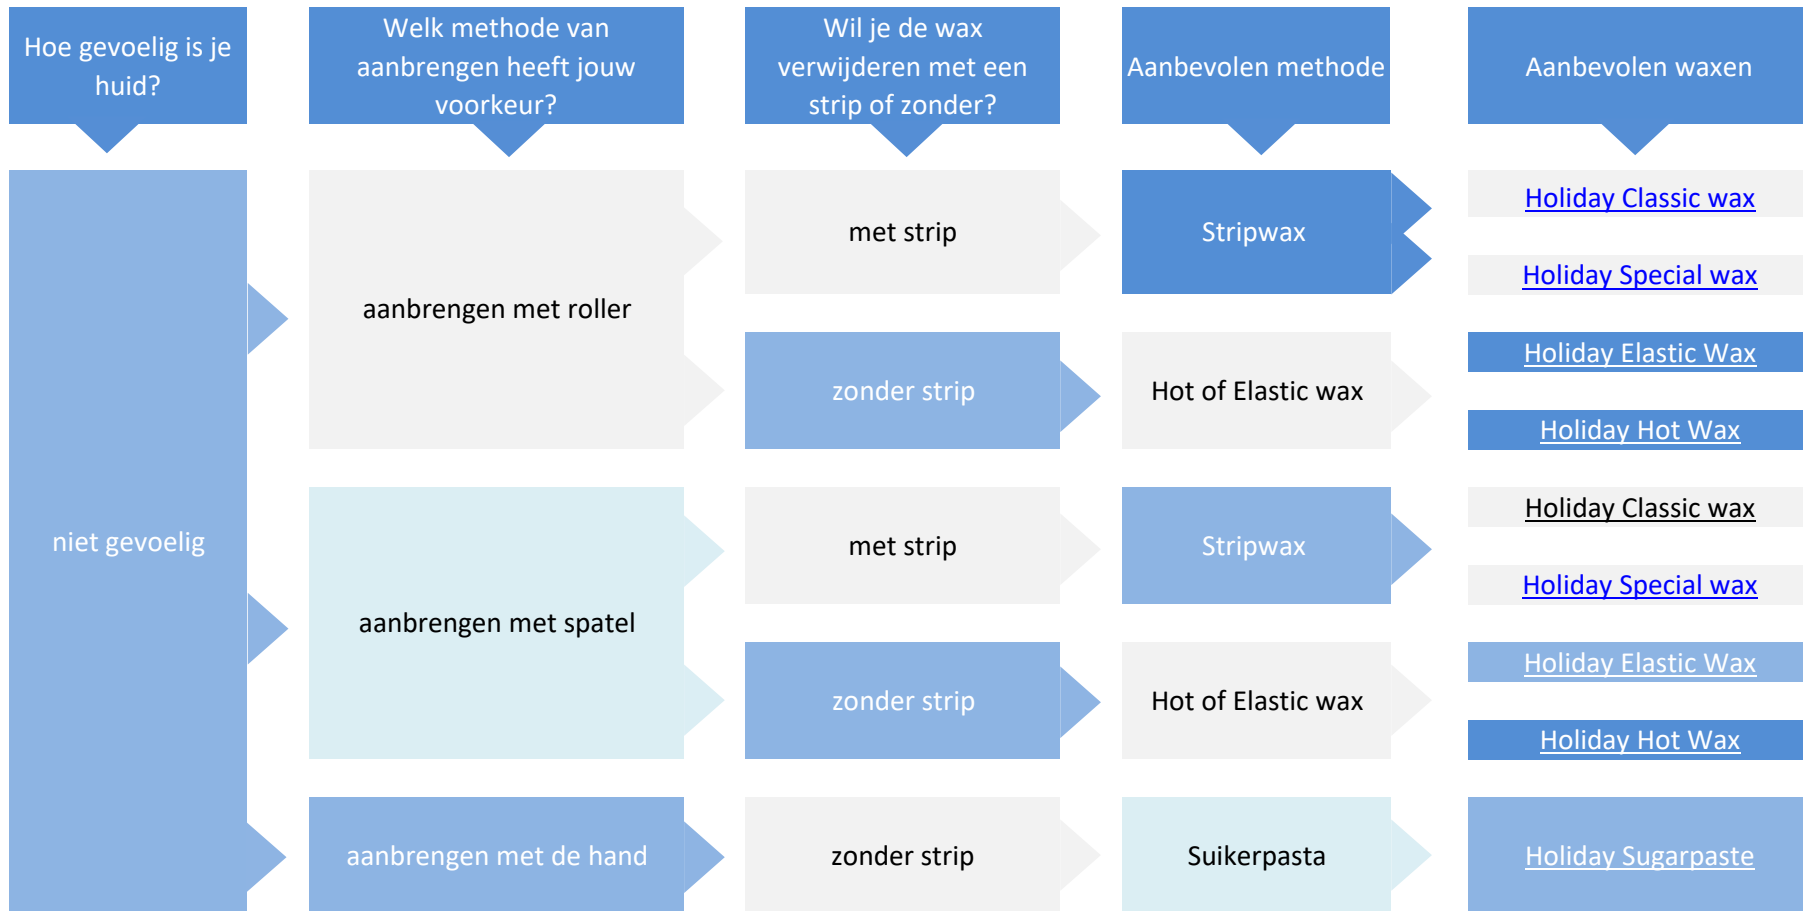 Hoe gevoelig is je
huid?
Welk methode van
aanbrengen heeft jouw
voorkeur?
Wil je de wax
verwijderen met een
strip of zonder?
Aanbevolen methode
Aanbevolen waxen
niet gevoelig
aanbrengen met roller
met strip
Stripwax
Holiday Classic wax
Holiday Special wax
zonder strip
Hot of Elastic wax
Holiday Elastic Wax
Holiday Hot Wax
aanbrengen met spatel
met strip
Stripwax
Holiday Classic wax
Holiday Special wax
zonder strip
Hot of Elastic wax
Holiday Elastic Wax
Holiday Hot Wax
aanbrengen met de hand
zonder strip
Suikerpasta
Holiday Sugarpaste